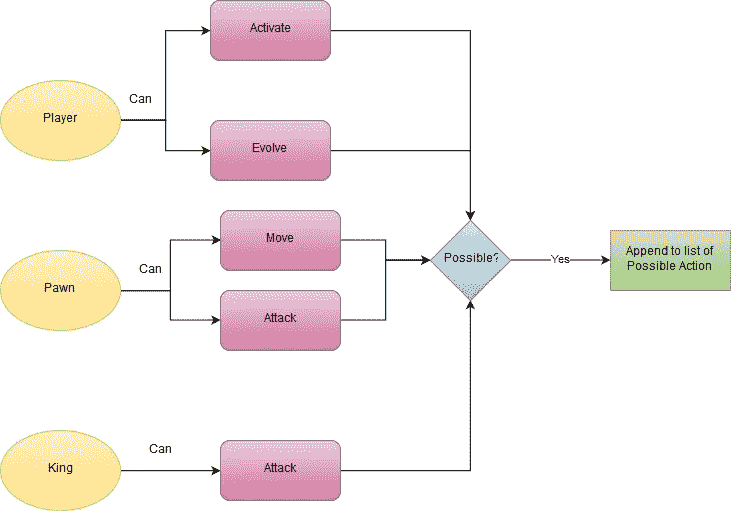 Activate
Can
Player
Evolve
Move
Can
Pawn
Attack
Possible?
Yes
Append to list of
Possible Action
Can
King
Attack